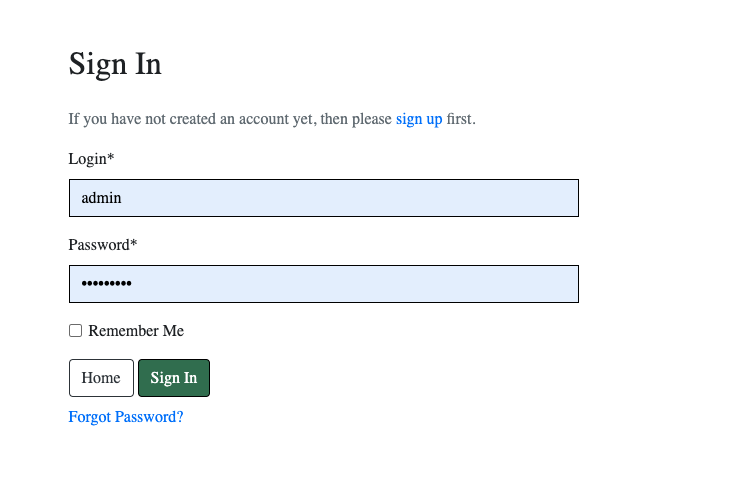 Sign In
If you have not created an account yet, then please sign up first.
Login*
admin
Password*
•••••••••
Remember Me
Home Sign In
Forgot Password?